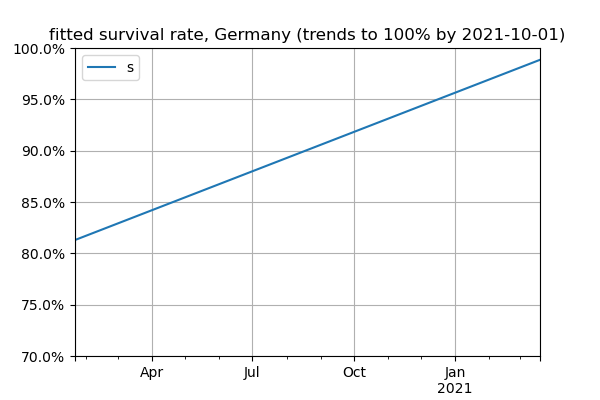 fitted survival rate, Germany (trends to 100% by 2021-10-01)
100.0%
s
95.0%
90.0%
85.0%
80.0%
75.0%
70.0%
Apr Jul Oct Jan
2021